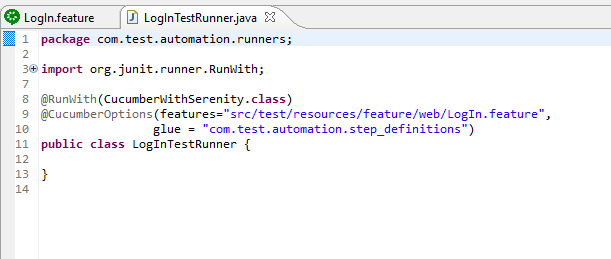 LogIn.feature LogInTestRunner.java
1 package com.test.automation.runners;
2
3 import org.junit.runner.RunWith;
7
8 @RunWith(CucumberWithSerenity.class)
9 @CucumberOptions(features="src/test/resources/feature/web/LogIn.feature",
10 glue = "com.test.automation.step_definitions")
11 public class LogInTestRunner {
12
13 }
14